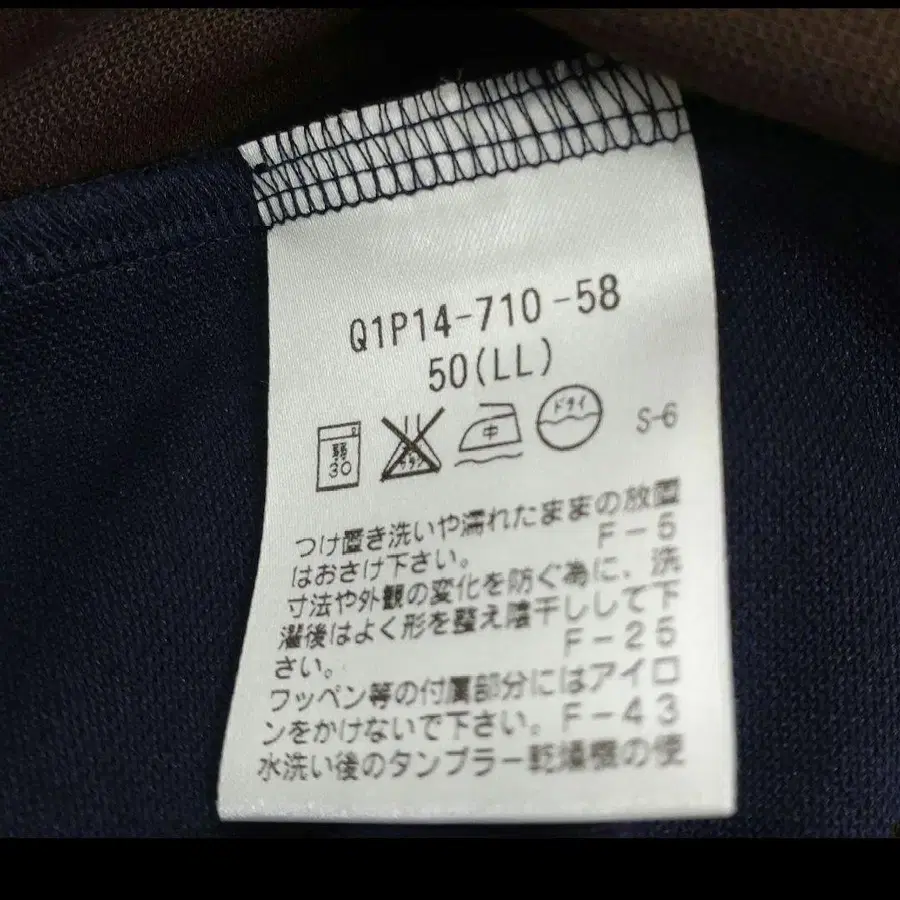 Q1P14-710-58
50(LL)
弱
30
中
ドライ
S-6
つけ置き洗いや濡れたままの放置
はおさけ下さい。 F-5
寸法や外観の変化を防ぐ為に、洗
濯後はよく形を整え陰干しして下
さい。 F-25
ワッペン等の付属部分にはアイロ
ンをかけないで下さい。F-43
水洗い後のタンブラー乾燥機の使